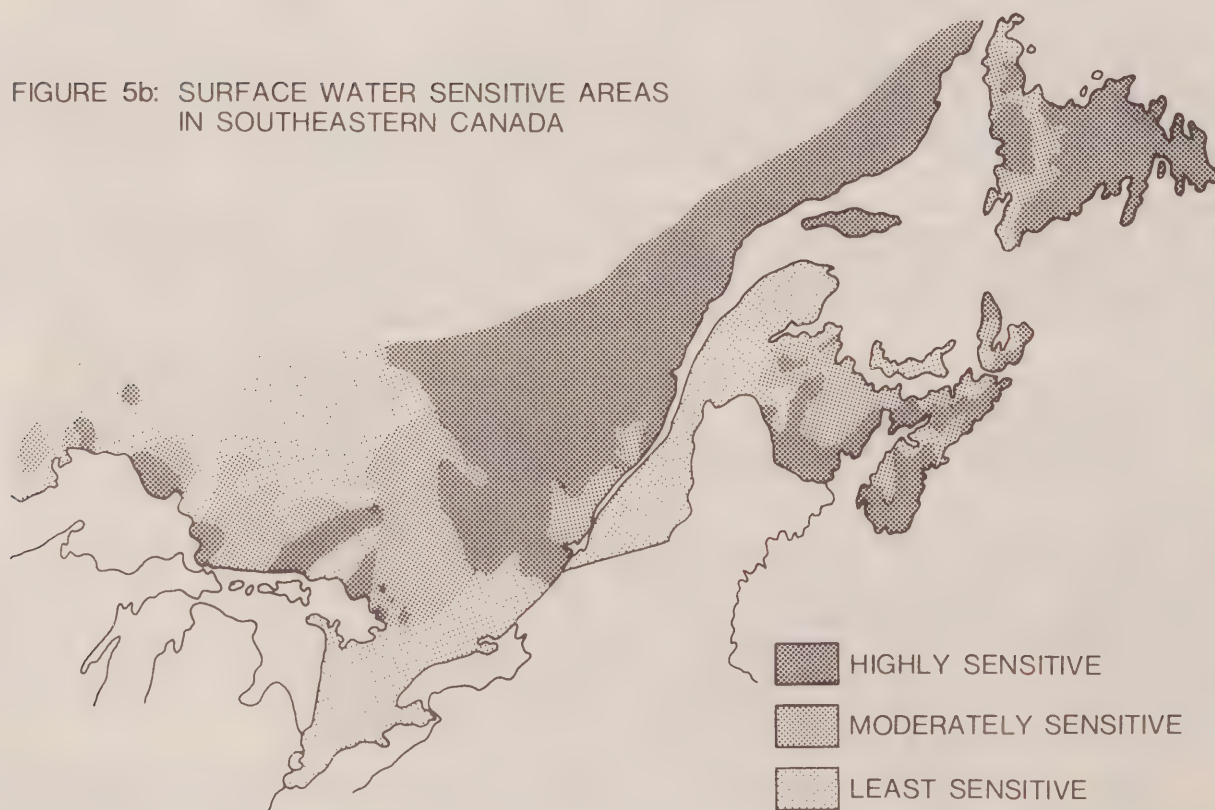 FIGURE 5b: SURFACE WATER SENSITIVE AREAS
IN SOUTHEASTERN CANADA
HIGHLY SENSITIVE
MODERATELY SENSITIVE
LEAST SENSITIVE